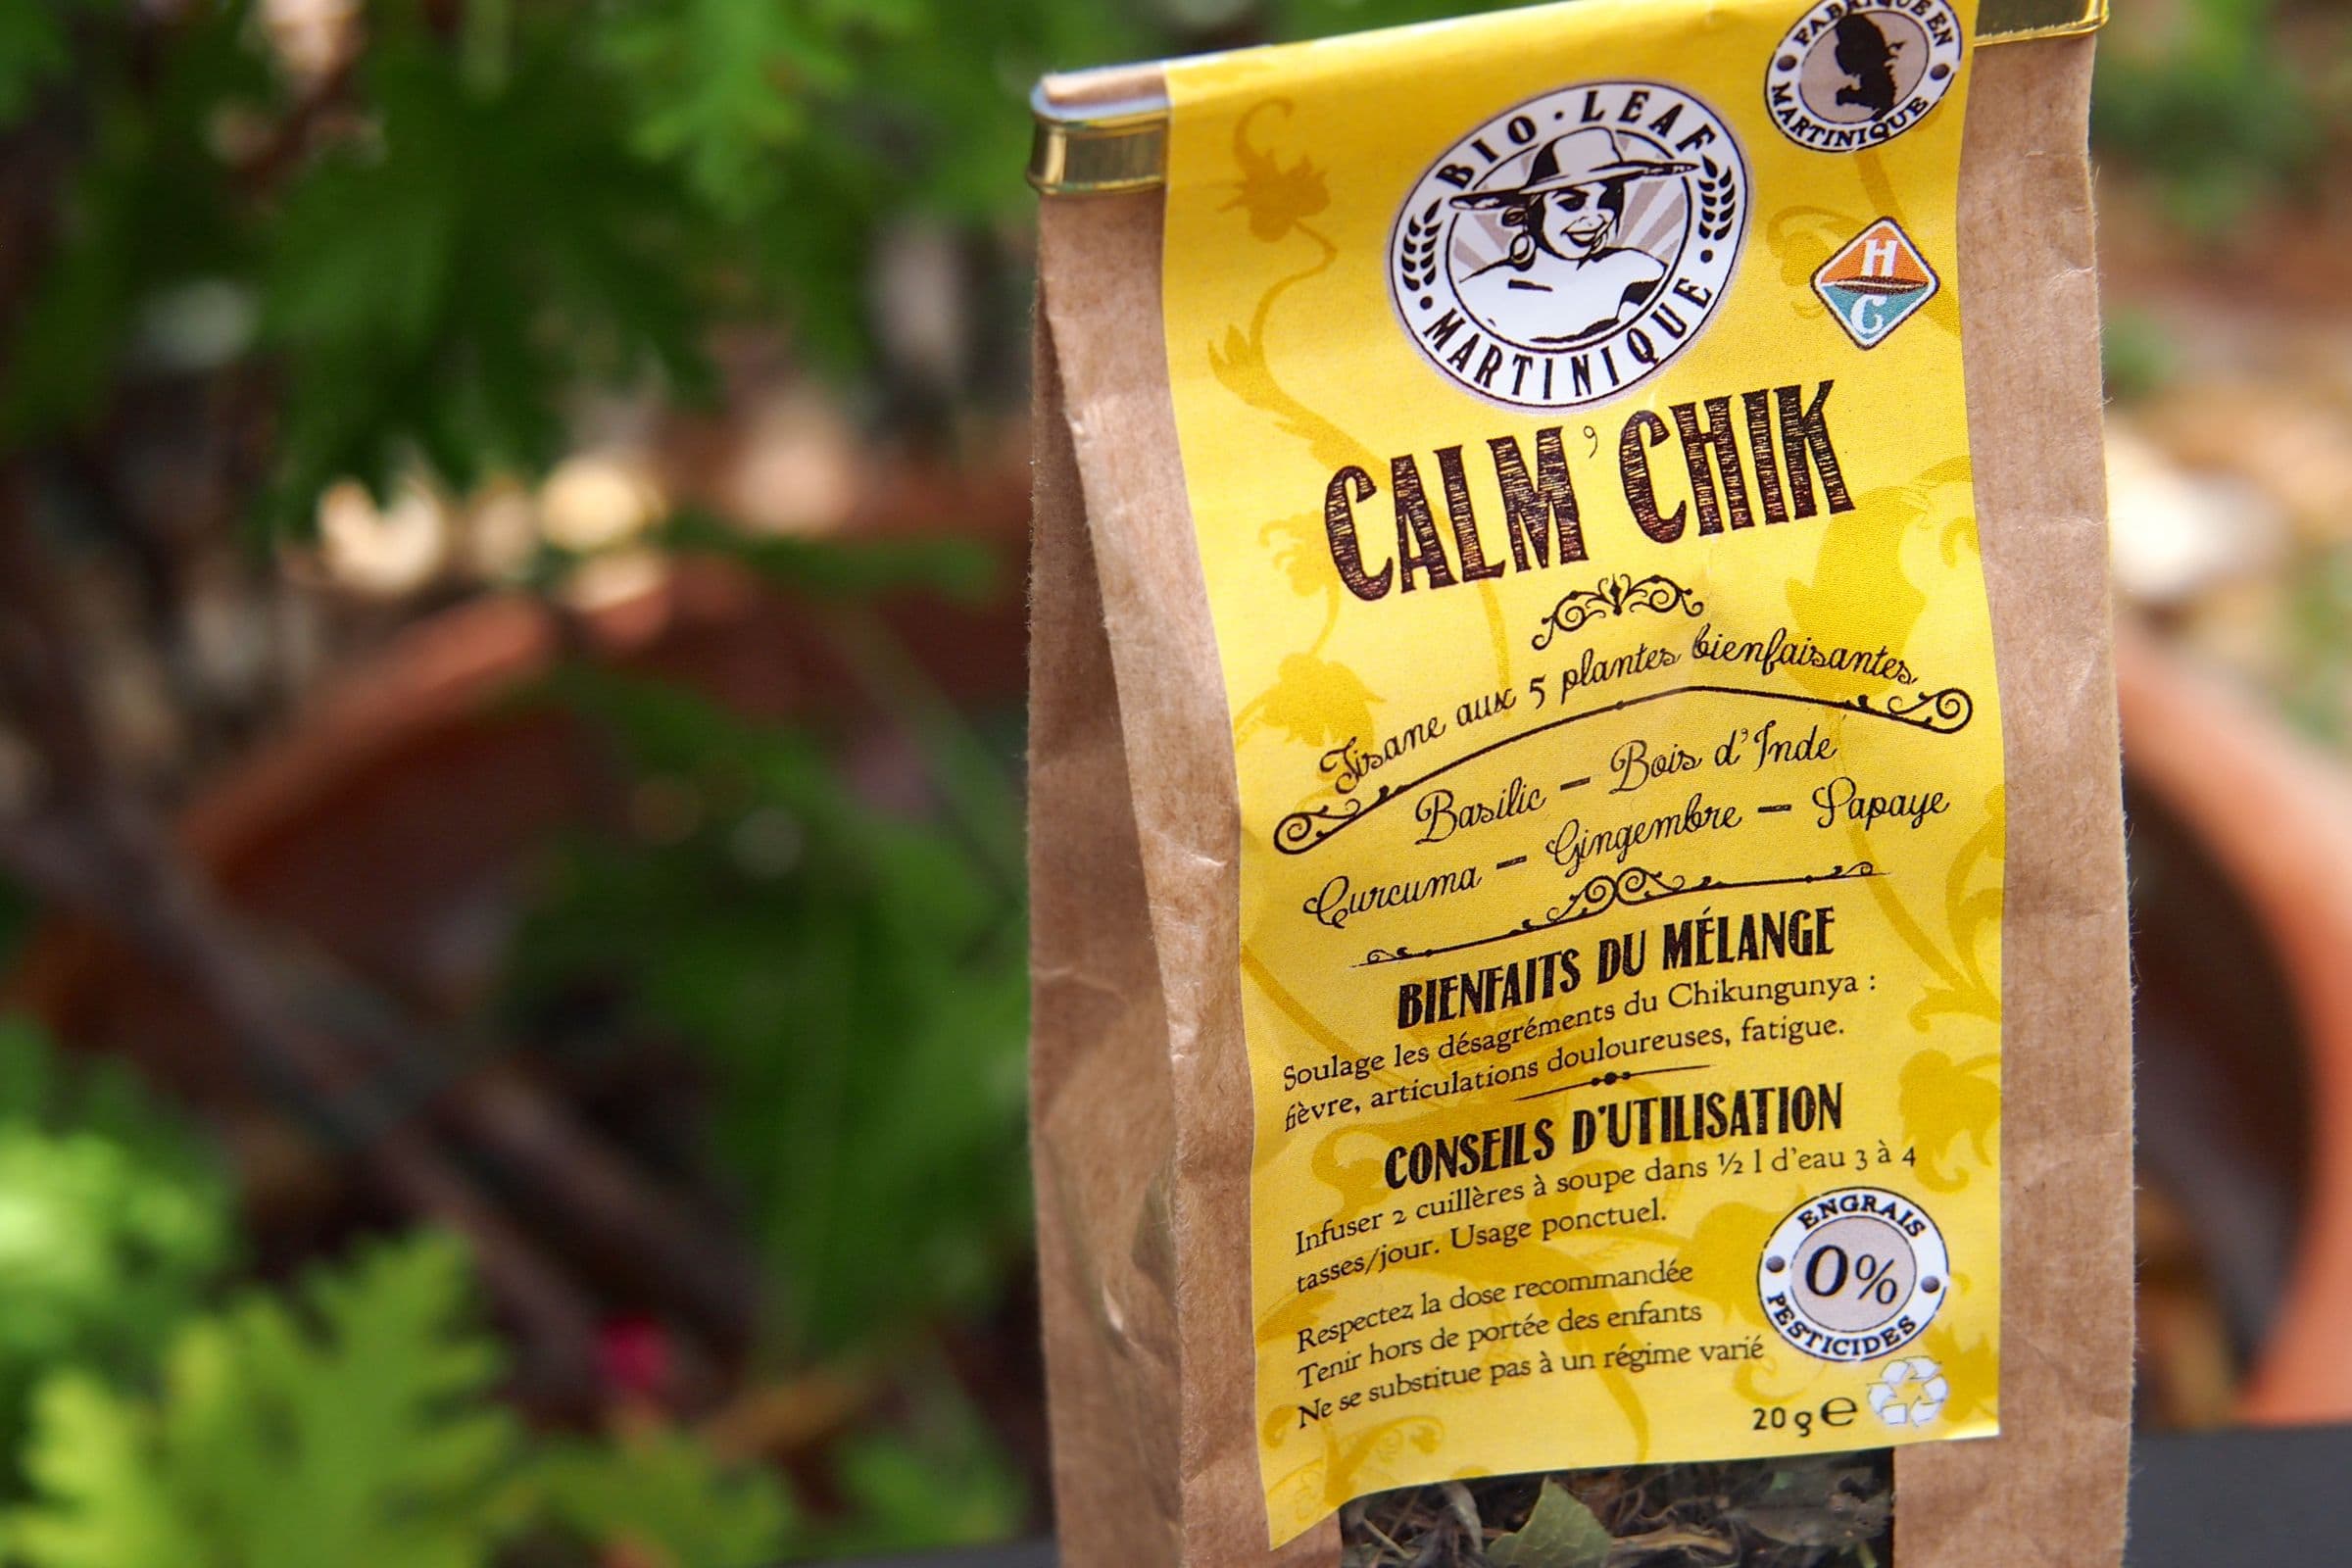 FABRIQUE EN
MARTINIQUE
BIO · LEAF
MARTINIQUE
H
C
CALM'CHIK
Tisane aux 5 plantes bienfaisantes
Basilic — Bois d'Inde
Curcuma — Gingembre — Papaye
BIENFAITS DU MÉLANGE
Soulage les désagréments du Chikungunya :
fièvre, articulations douloureuses, fatigue.
CONSEILS D'UTILISATION
Infuser 2 cuillères à soupe dans ½ l d'eau 3 à 4
tasses/jour. Usage ponctuel.
Respectez la dose recommandée
Tenir hors de portée des enfants
Ne se substitue pas à un régime varié
ENGRAIS
0%
PESTICIDES
20 g e